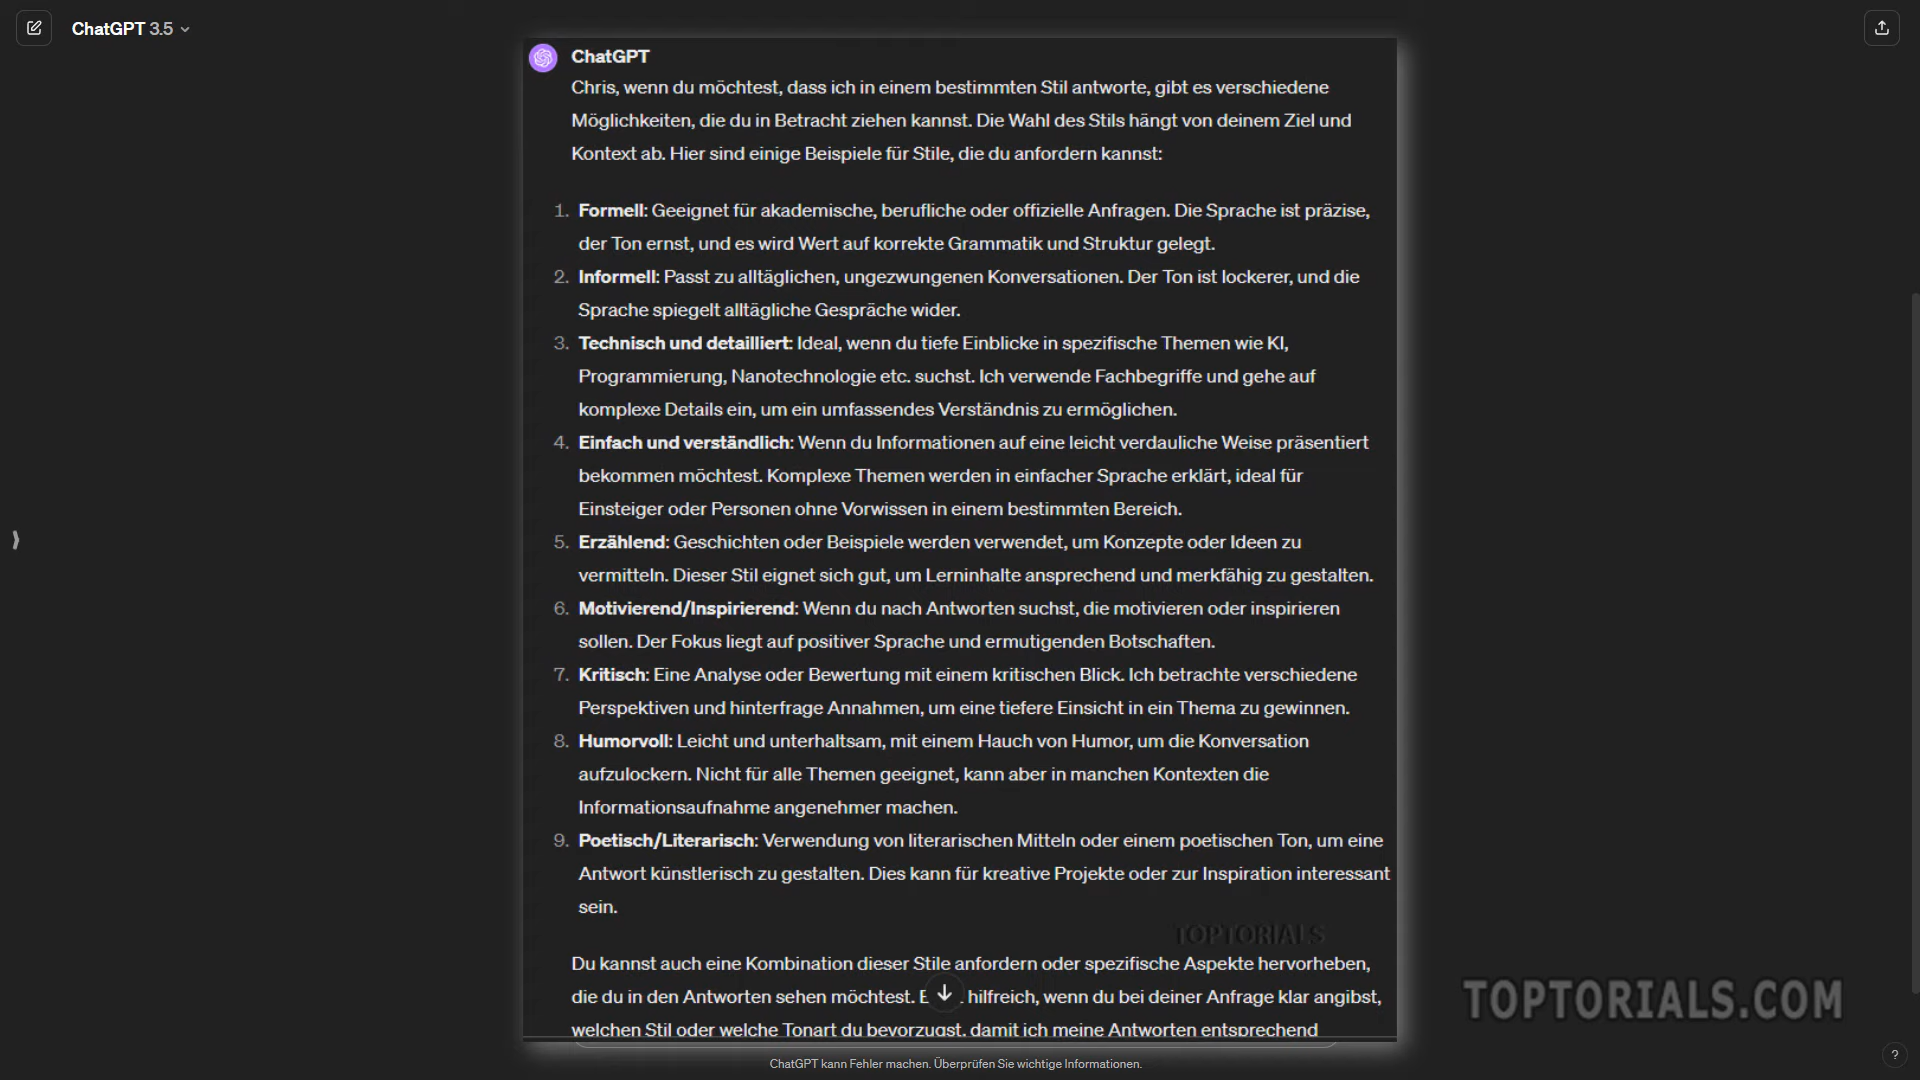 ChatGPT 3.5
ChatGPT
Chris, wenn du möchtest, dass ich in einem bestimmten Stil antworte, gibt es verschiedene
Möglichkeiten, die du in Betracht ziehen kannst. Die Wahl des Stils hängt von deinem Ziel und
Kontext ab. Hier sind einige Beispiele für Stile, die du anfordern kannst:
1. Formell: Geeignet für akademische, berufliche oder offizielle Anfragen. Die Sprache ist präzise,
der Ton ernst, und es wird Wert auf korrekte Grammatik und Struktur gelegt.
2. Informell: Passt zu alltäglichen, ungezwungenen Konversationen. Der Ton ist lockerer, und die
Sprache spiegelt alltägliche Gespräche wider.
3. Technisch und detailliert: Ideal, wenn du tiefe Einblicke in spezifische Themen wie KI,
Programmierung, Nanotechnologie etc. suchst. Ich verwende Fachbegriffe und gehe auf
komplexe Details ein, um ein umfassendes Verständnis zu ermöglichen.
4. Einfach und verständlich: Wenn du Informationen auf eine leicht verdauliche Weise präsentiert
bekommen möchtest. Komplexe Themen werden in einfacher Sprache erklärt, ideal für
Einsteiger oder Personen ohne Vorwissen in einem bestimmten Bereich.
5. Erzählend: Geschichten oder Beispiele werden verwendet, um Konzepte oder Ideen zu
vermitteln. Dieser Stil eignet sich gut, um Lerninhalte ansprechend und merkfähig zu gestalten.
6. Motivierend/Inspirierend: Wenn du nach Antworten suchst, die motivieren oder inspirieren
sollen. Der Fokus liegt auf positiver Sprache und ermutigenden Botschaften.
7. Kritisch: Eine Analyse oder Bewertung mit einem kritischen Blick. Ich betrachte verschiedene
Perspektiven und hinterfrage Annahmen, um eine tiefere Einsicht in ein Thema zu gewinnen.
8. Humorvoll: Leicht und unterhaltsam, mit einem Hauch von Humor, um die Konversation
aufzulockern. Nicht für alle Themen geeignet, kann aber in manchen Kontexten die
Informationsaufnahme angenehmer machen.
9. Poetisch/Literarisch: Verwendung von literarischen Mitteln oder einem poetischen Ton, um eine
Antwort künstlerisch zu gestalten. Dies kann für kreative Projekte oder zur Inspiration interessant
sein.
TOPTORIALS
Du kannst auch eine Kombination dieser Stile anfordern oder spezifische Aspekte hervorheben,
die du in den Antworten sehen möchtest. hilfreich, wenn du bei deiner Anfrage klar angibst,
welchen Stil oder welche Tonart du bevorzugst, damit ich meine Antworten entsprechend
TOPTORIALS.COM
ChatGPT kann Fehler machen. Überprüfen Sie wichtige Informationen.
?